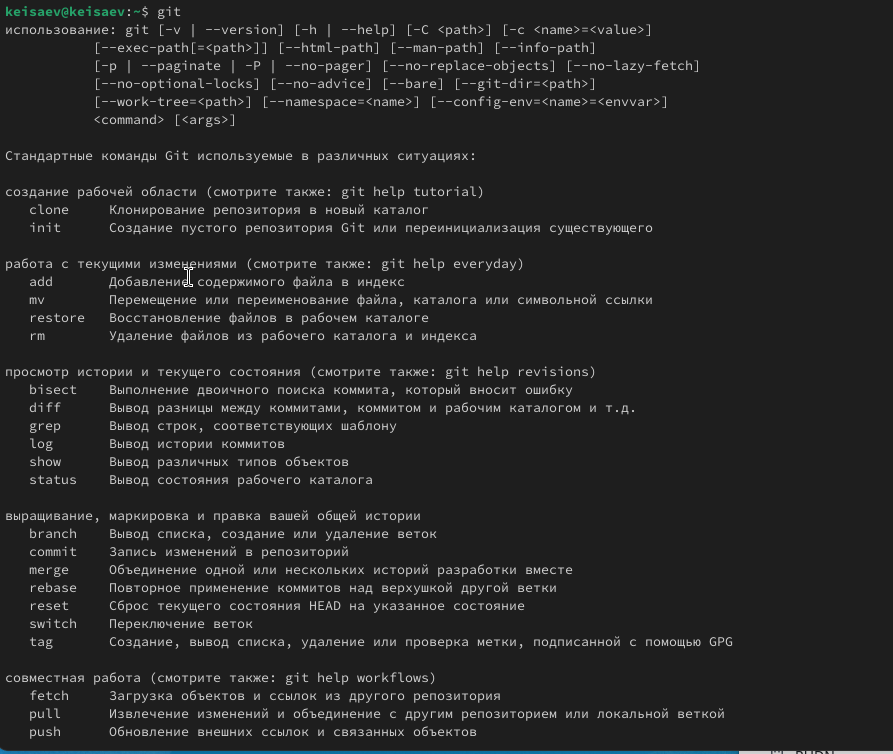 keisaev@keisaev:~$ git
использование: git [-v | --version] [-h | --help] [-C <path>] [-c <name>=<value>]
           [--exec-path[=<path>]] [--html-path] [--man-path] [--info-path]
           [-p | --paginate | -P | --no-pager] [--no-replace-objects] [--no-lazy-fetch]
           [--no-optional-locks] [--no-advice] [--bare] [--git-dir=<path>]
           [--work-tree=<path>] [--namespace=<name>] [--config-env=<name>=<envvar>]
           <command> [<args>]

Стандартные команды Git используемые в различных ситуациях:

создание рабочей области (смотрите также: git help tutorial)
   clone     Клонирование репозитория в новый каталог
   init      Создание пустого репозитория Git или переинициализация существующего

работа с текущими изменениями (смотрите также: git help everyday)
   add       Добавление содержимого файла в индекс
   mv        Перемещение или переименование файла, каталога или символьной ссылки
   restore   Восстановление файлов в рабочем каталоге
   rm        Удаление файлов из рабочего каталога и индекса

просмотр истории и текущего состояния (смотрите также: git help revisions)
   bisect    Выполнение двоичного поиска коммита, который вносит ошибку
   diff      Вывод разницы между коммитами, коммитом и рабочим каталогом и т.д.
   grep      Вывод строк, соответствующих шаблону
   log       Вывод истории коммитов
   show      Вывод различных типов объектов
   status    Вывод состояния рабочего каталога

выращивание, маркировка и правка вашей общей истории
   branch    Вывод списка, создание или удаление веток
   commit    Запись изменений в репозиторий
   merge     Объединение одной или нескольких историй разработки вместе
   rebase    Повторное применение коммитов над верхушкой другой ветки
   reset     Сброс текущего состояния HEAD на указанное состояние
   switch    Переключение веток
   tag       Создание, вывод списка, удаление или проверка метки, подписанной с помощью GPG

совместная работа (смотрите также: git help workflows)
   fetch     Загрузка объектов и ссылок из другого репозитория
   pull      Извлечение изменений и объединение с другим репозиторием или локальной веткой
   push      Обновление внешних ссылок и связанных объектов